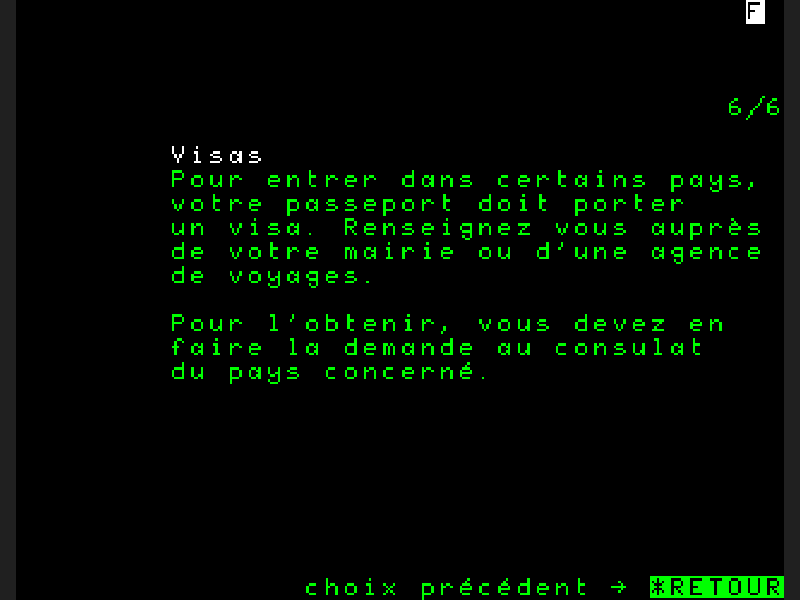 F
6/6
Visas
Pour entrer dans certains pays,
votre passeport doit porter
un visa. Renseignez vous auprès
de votre mairie ou d'une agence
de voyages.
Pour l'obtenir, vous devez en
faire la demande au consulat
du pays concerné.
choix précédent → *RETOUR